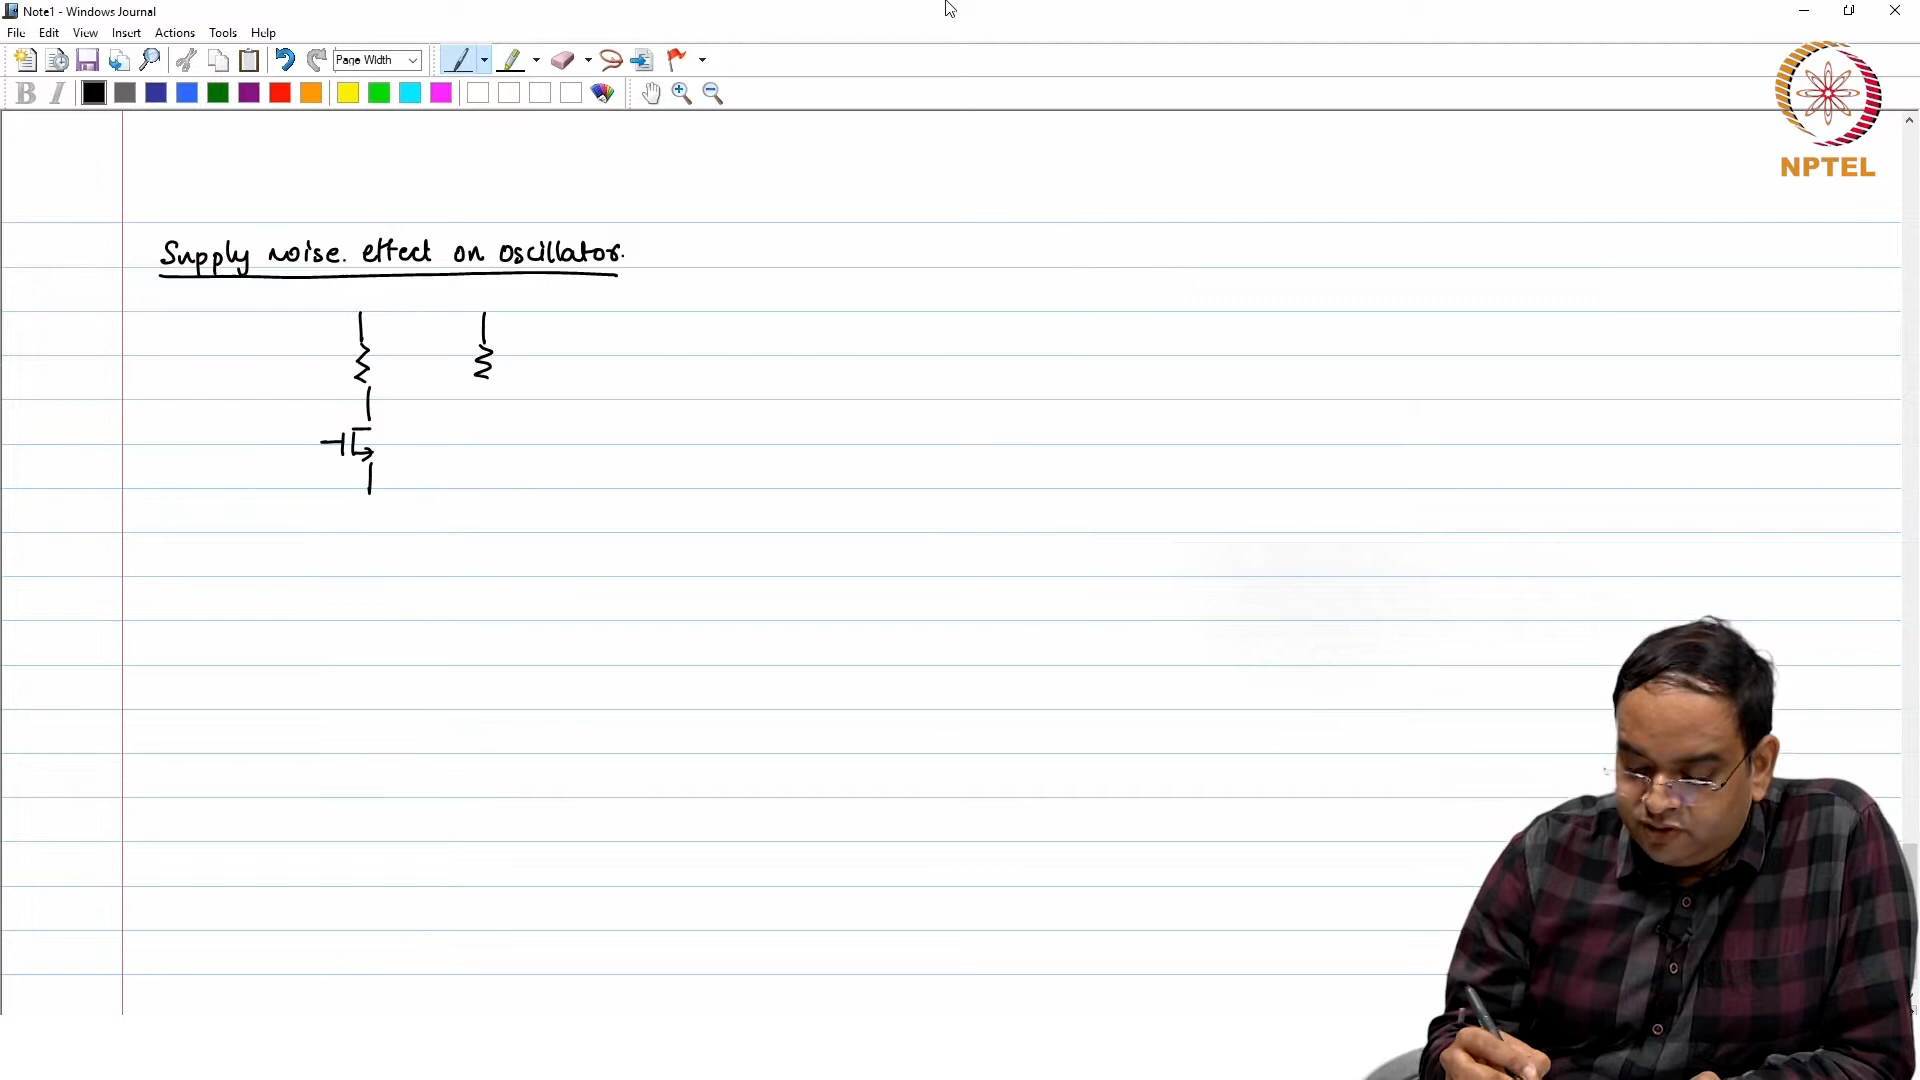 Note1 - Windows Journal
File Edit View Insert Actions Tools Help
Page Width
B I
NPTEL
Supply noise. effect on oscillator.